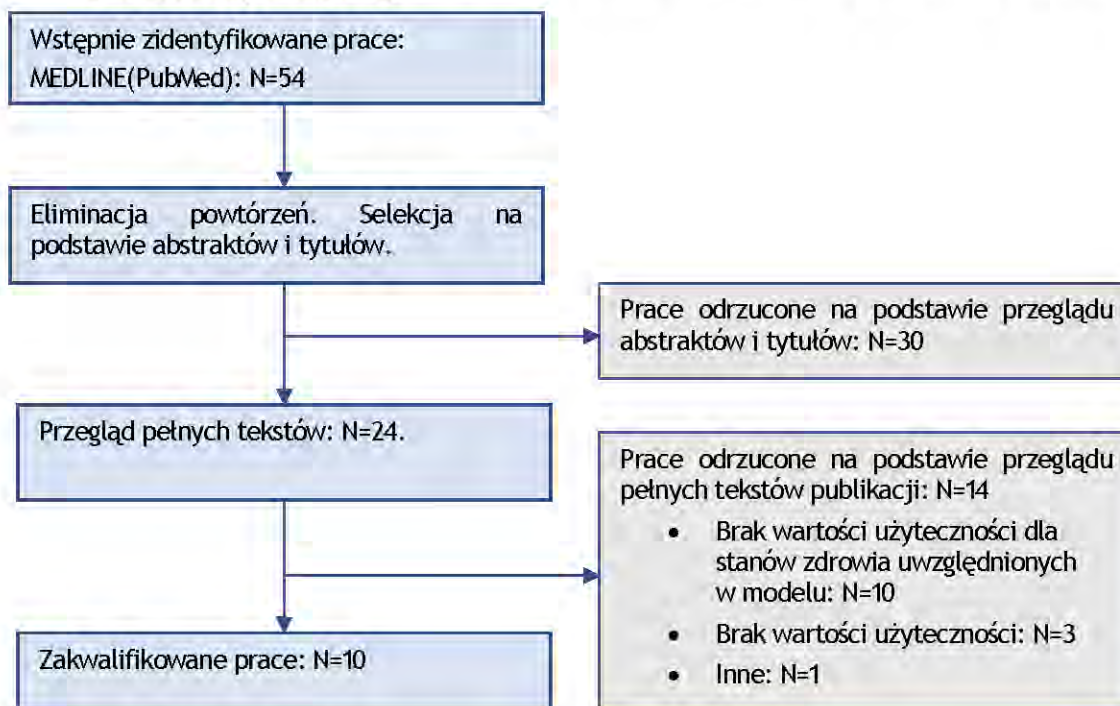 Wstępnie zidentyfikowane prace:
MEDLINE(PubMed): N=54
Eliminacja powtórzeń. Selekcja na
podstawie abstraktów i tytułów.
Prace odrzucone na podstawie przeglądu
abstraktów i tytułów: N=30
Przegląd pełnych tekstów: N=24.
Prace odrzucone na podstawie przeglądu
pełnych tekstów publikacji: N=14
• Brak wartości użyteczności dla
stanów zdrowia uwzględnionych
w modelu: N=10
• Brak wartości użyteczności: N=3
• Inne: N=1
Zakwalifikowane prace: N=10